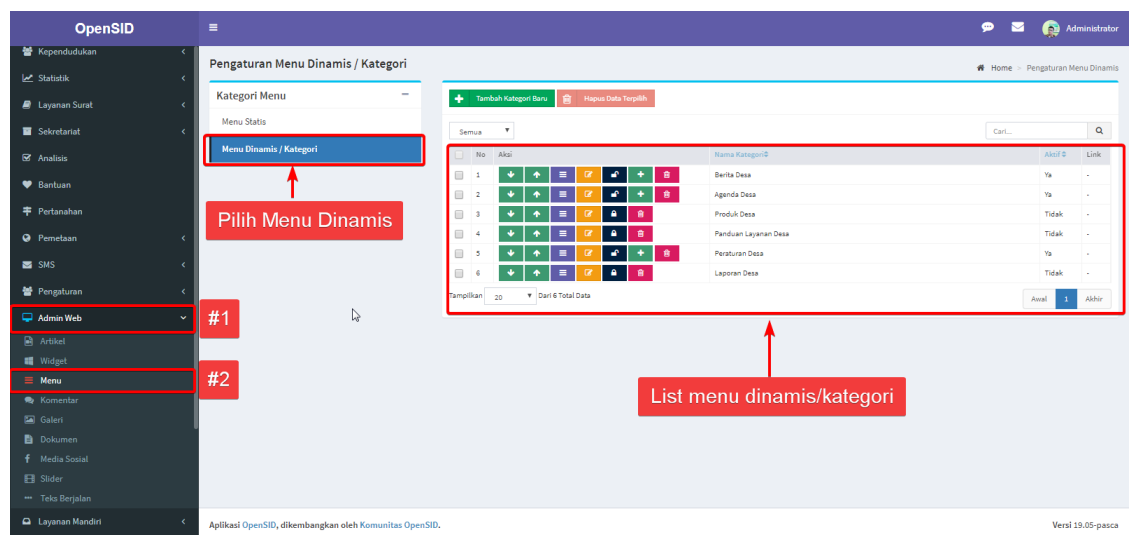 OpenSID
Administrator
Kependudukan
Statistik
Layanan Surat
Sekretariat
Analisis
Bantuan
Pertanahan
Pemetaan
SMS
Pengaturan
Admin Web
Artikel
Widget
Menu
Komentar
Galeri
Dokumen
Media Sosial
Slider
Teks Berjalan
Layanan Mandiri
#1
#2
Pengaturan Menu Dinamis / Kategori
Home > Pengaturan Menu Dinamis
Kategori Menu
Menu Statis
Menu Dinamis / Kategori
Pilih Menu Dinamis
Tambah Kategori Baru Hapus Data Terpilih
Semua Cari...
No Aksi Nama Kategori Aktif Link
1 Berita Desa Ya -
2 Agenda Desa Ya -
3 Produk Desa Tidak -
4 Panduan Layanan Desa Tidak -
5 Peraturan Desa Ya -
6 Laporan Desa Tidak -
Tampilkan 20 Dari 6 Total Data Awal 1 Akhir
List menu dinamis/kategori
Aplikasi OpenSID, dikembangkan oleh Komunitas OpenSID. Versi 19.05-pasca